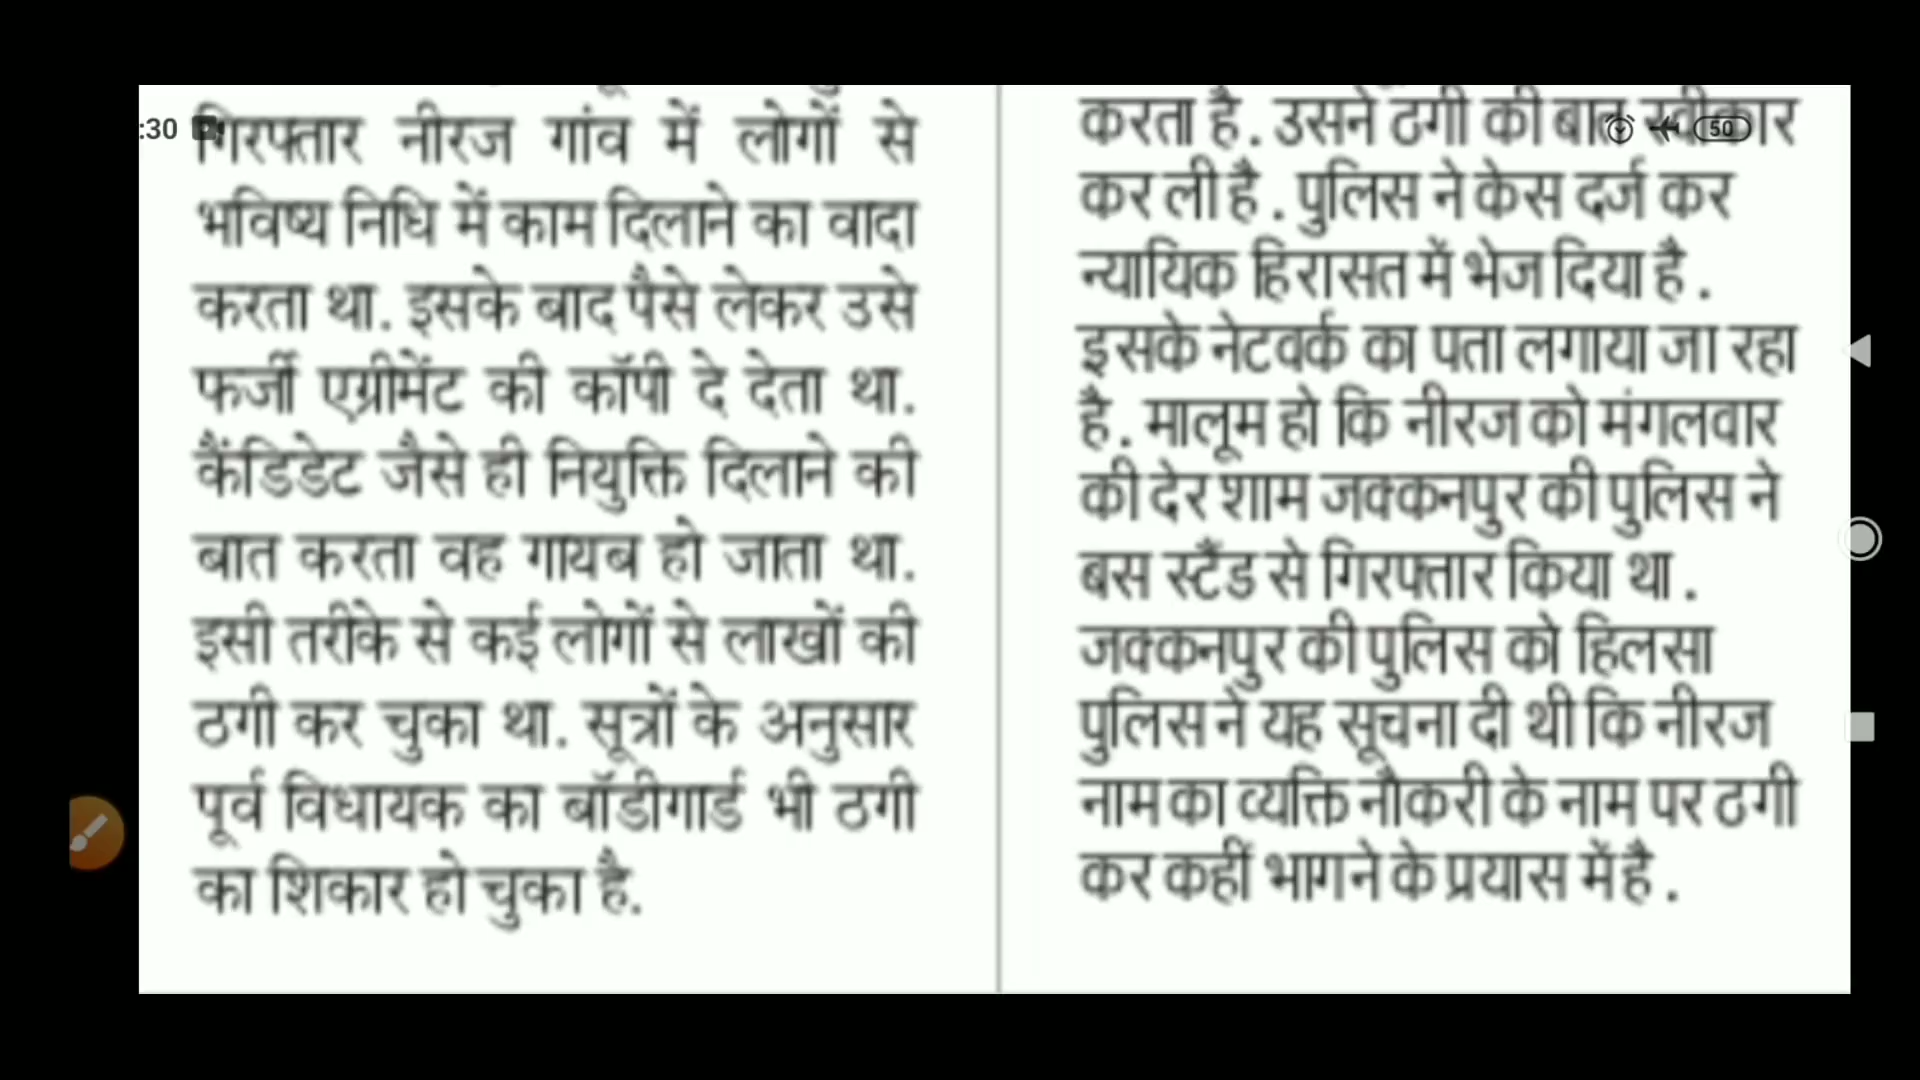 :30
गिरफ्तार नीरज गांव में लोगों से
भविष्य निधि में काम दिलाने का वादा
करता था. इसके बाद पैसे लेकर उसे
फर्जी एग्रीमेंट की कॉपी दे देता था.
कैंडिडेट जैसे ही नियुक्ति दिलाने की
बात करता वह गायब हो जाता था.
इसी तरीके से कई लोगों से लाखों की
ठगी कर चुका था. सूत्रों के अनुसार
पूर्व विधायक का बॉडीगार्ड भी ठगी
का शिकार हो चुका है.
करता है. उसने ठगी की बात स्वीकार
50
कर ली है. पुलिस ने केस दर्ज कर
न्यायिक हिरासत में भेज दिया है.
इसके नेटवर्क का पता लगाया जा रहा
है. मालूम हो कि नीरज को मंगलवार
की देर शाम जक्कनपुर की पुलिस ने
बस स्टैंड से गिरफ्तार किया था.
जक्कनपुर की पुलिस को हिलसा
पुलिस ने यह सूचना दी थी कि नीरज
नाम का व्यक्ति नौकरी के नाम पर ठगी
कर कहीं भागने के प्रयास में है.